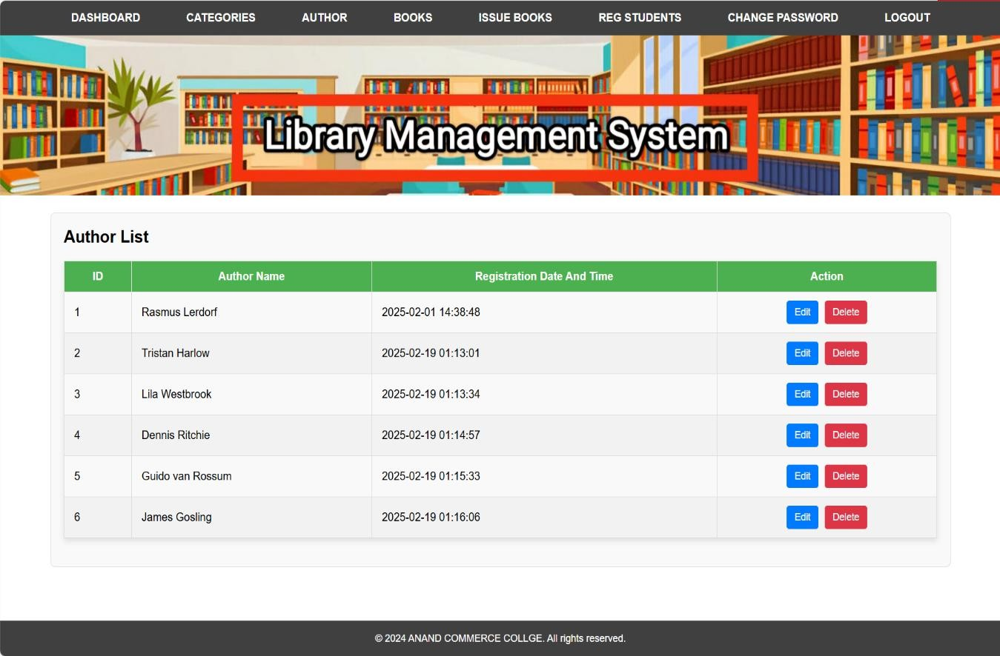 DASHBOARD CATEGORIES AUTHOR BOOKS ISSUE BOOKS REG STUDENTS CHANGE PASSWORD LOGOUT
Library Management System
Author List
ID Author Name Registration Date And Time Action
1 Rasmus Lerdorf 2025-02-01 14:38:48 Edit Delete
2 Tristan Harlow 2025-02-19 01:13:01 Edit Delete
3 Lila Westbrook 2025-02-19 01:13:34 Edit Delete
4 Dennis Ritchie 2025-02-19 01:14:57 Edit Delete
5 Guido van Rossum 2025-02-19 01:15:33 Edit Delete
6 James Gosling 2025-02-19 01:16:06 Edit Delete
© 2024 ANAND COMMERCE COLLGE. All rights reserved.